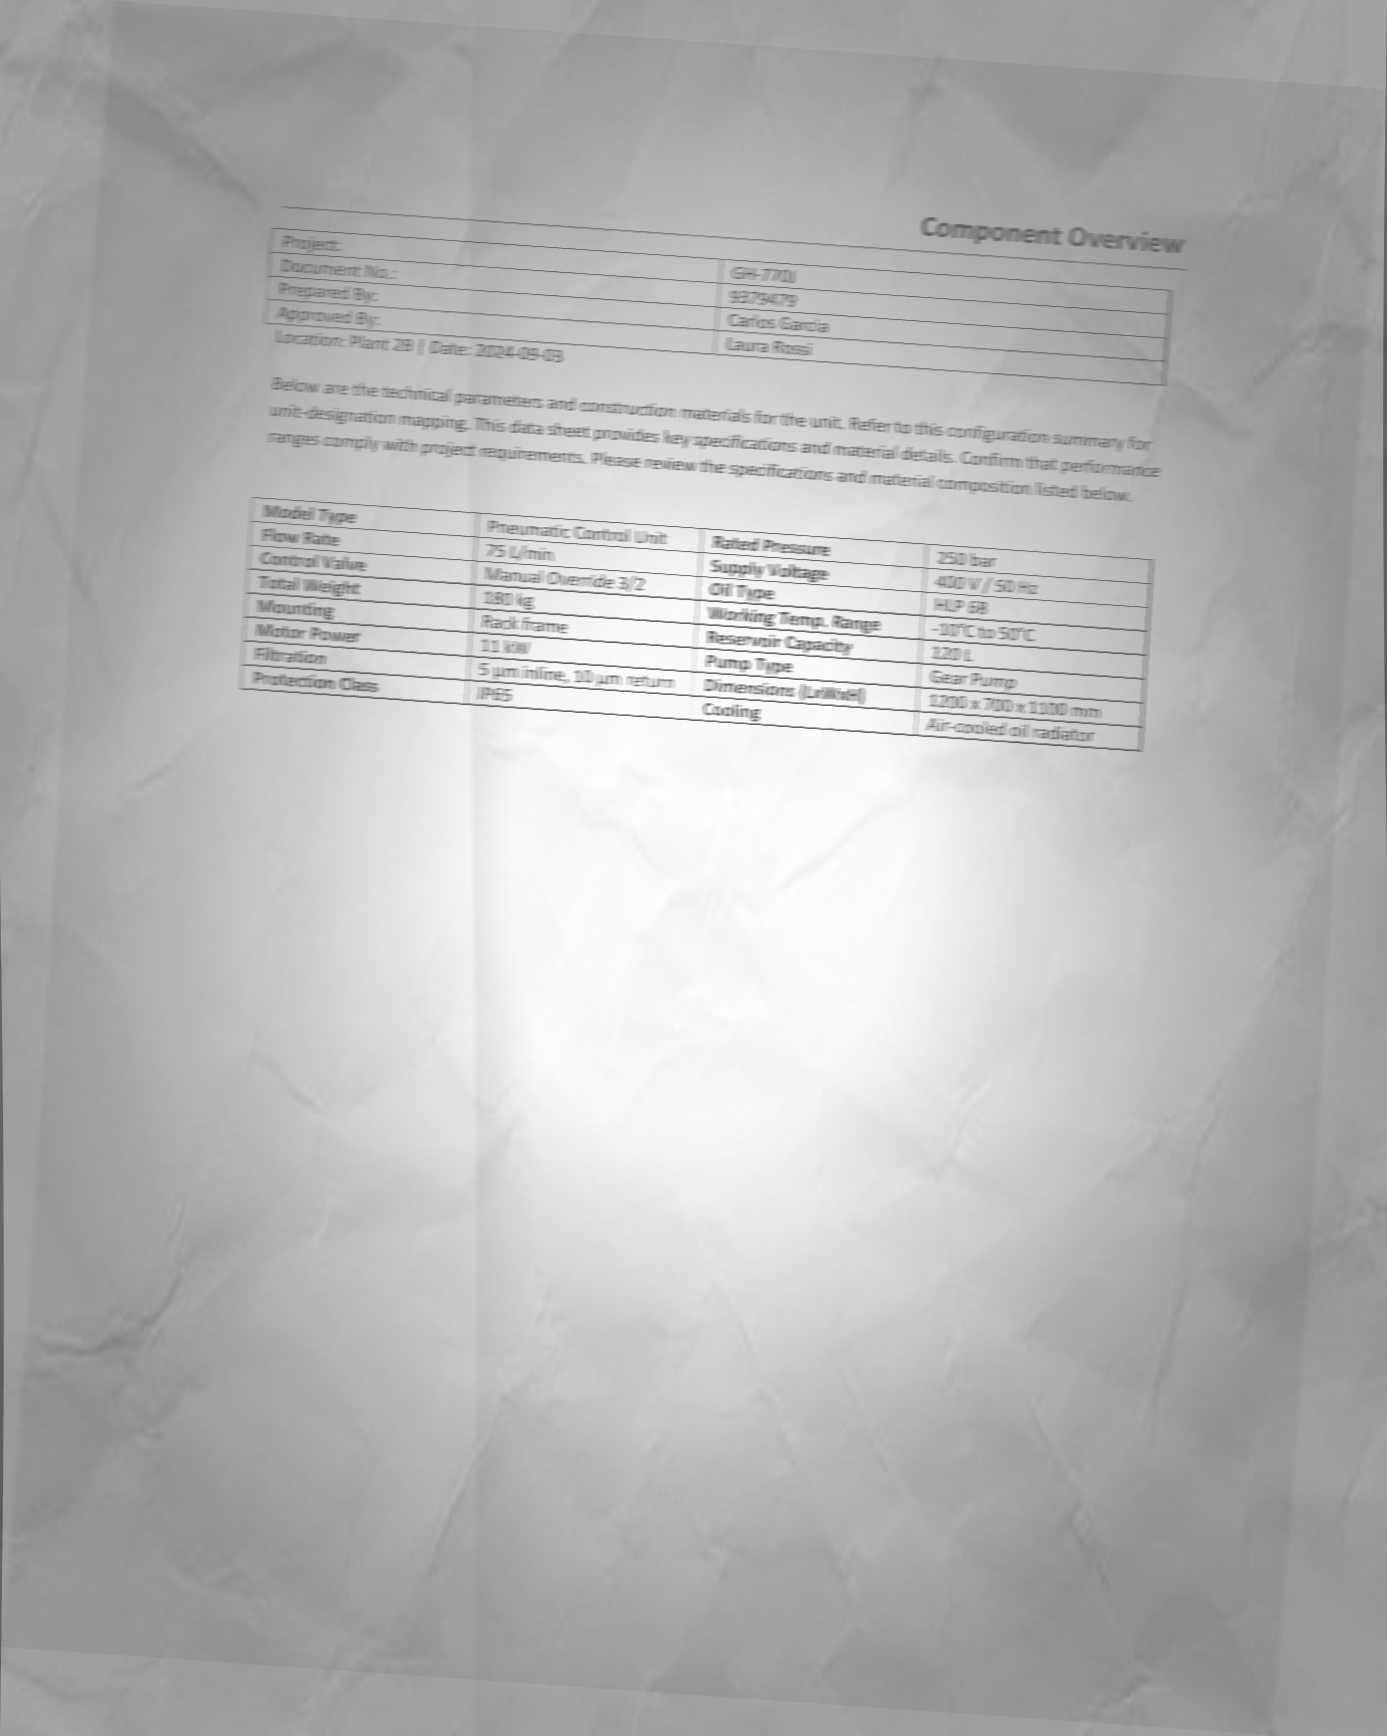 Component Overview
Project:
Document No.: 9379479
Prepared By: Carlos Garcia
Approved By: Laura Rossi
Location: Plant 2B | Date: 2024-09-03
Below are the technical parameters and construction materials for the unit. Refer to this configuration summary for
unit-designation mapping. This data sheet provides key specifications and material details. Confirm that performance
ranges comply with project requirements. Please review the specifications and material composition listed below.
Model Type Pneumatic Control Unit Rated Pressure 250 bar
Flow Rate 75 L/min Supply Voltage 400 V / 50 Hz
Control Valve Manual Override 3/2 Oil Type HLP 68
Total Weight 180 kg Working Temp. Range -10°C to 50°C
Mounting Rack frame Reservoir Capacity 120 L
Motor Power 11 kW Pump Type Gear Pump
Filtration 5 µm inline, 10 µm return Dimensions (LxWxH) 1200 x 700 x 1100 mm
Protection Class IP65 Cooling Air-cooled oil radiator